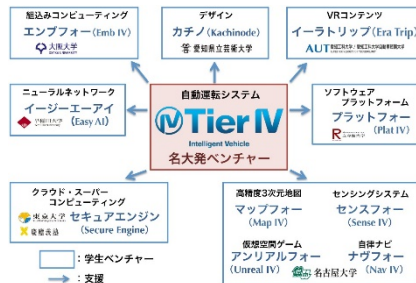 組込みコンピューティング
エンブフォー(Emb IV)
大阪大学
デザイン
カチノ(Kachinode)
愛知県立芸術大学
VRコンテンツ
イーラトリップ(Era Trip)
AUT
ニューラルネットワーク
イージーエーアイ
(Easy AI)
自動運転システム
IV Tier IV
Intelligent Vehicle
名大発ベンチャー
ソフトウェア
プラットフォーム
プラットフォー
(Plat IV)
クラウド・スーパー
コンピューティング
東京大学
慶應義塾
セキュアエンジン
(Secure Engine)
高精度3次元地図
マップフォー
(Map IV)
センシングシステム
センスフォー
(Sense IV)
仮想空間ゲーム
アンリアルフォー
(Unreal IV)
自律ナビ
ナヴフォー
(Nav IV)
名古屋大学
:学生ベンチャー
:支援